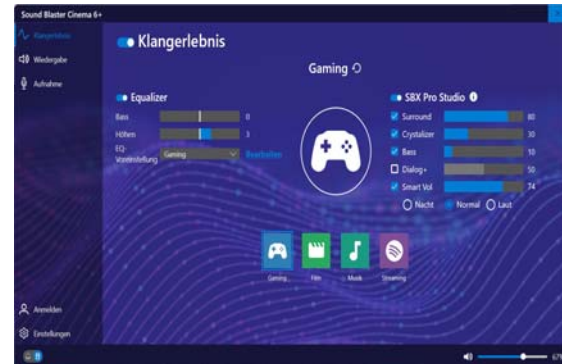 Sound Blaster Cinema 6+
Klangerlebnis
Wiedergabe
Aufnahme
Anmelden
Einstellungen
Klangerlebnis
Gaming
Equalizer
Bass 0
Höhen 3
EQ-
Voreinstellung Gaming Bearbeiten
SBX Pro Studio
Surround 80
Crystalizer 30
Bass 10
Dialog+ 50
Smart Vol 74
Nacht Normal Laut
Gaming Film Musik Streaming
67%